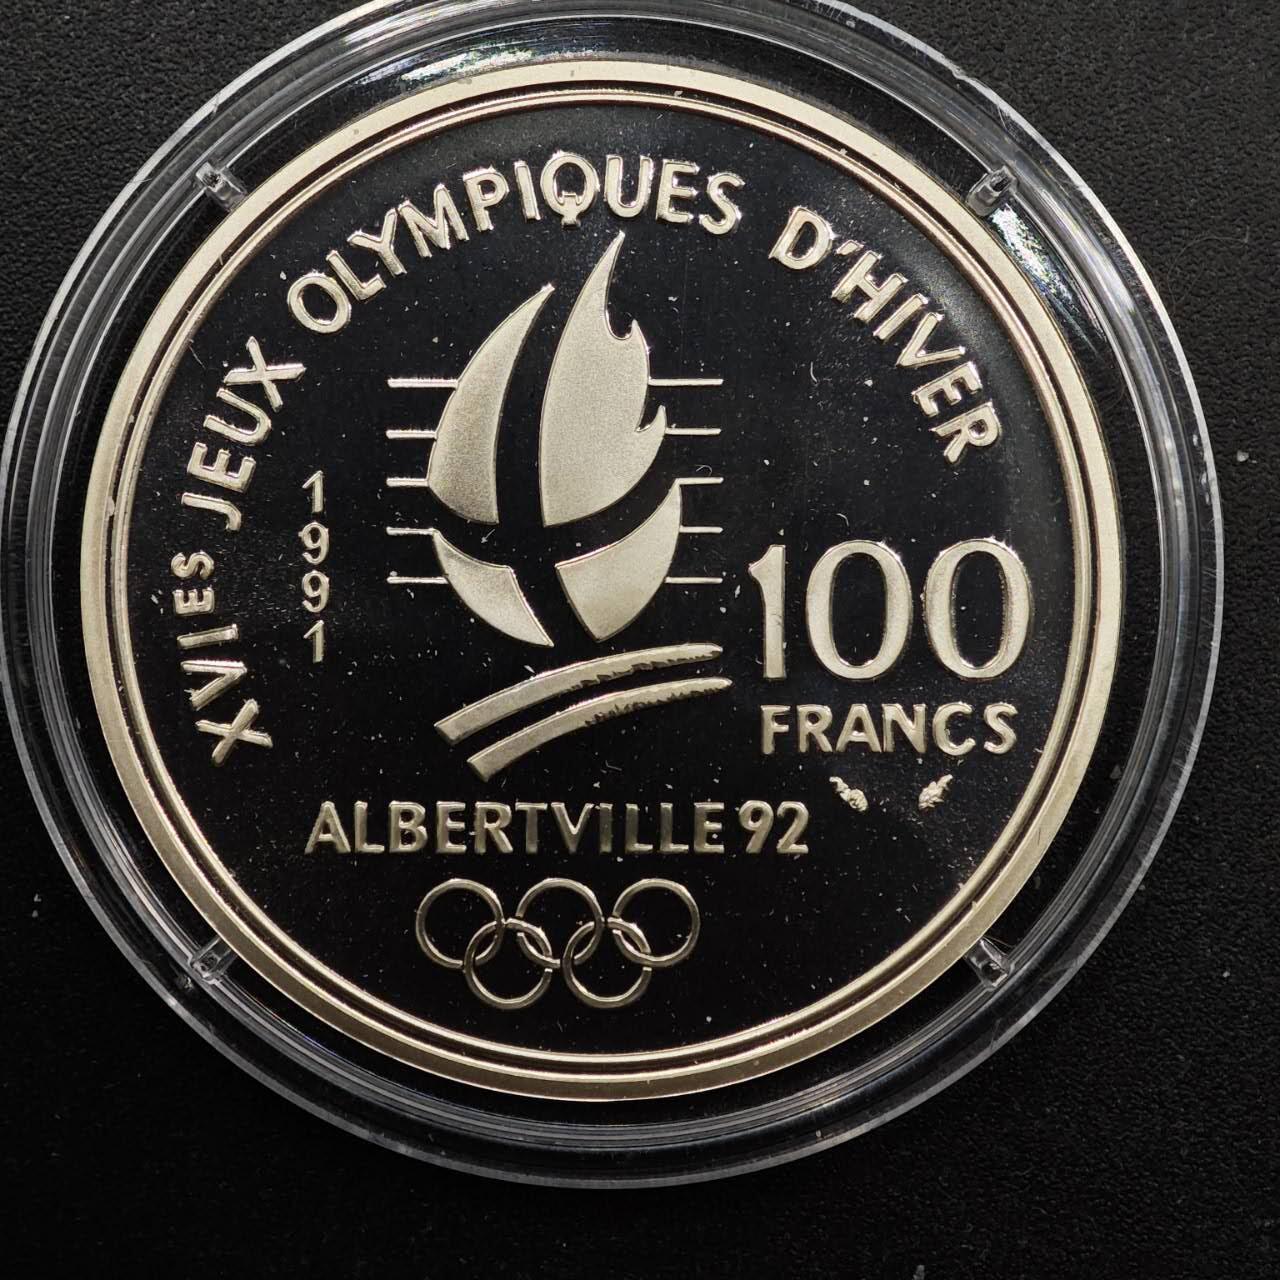 XVIES JEUX OLYMPIQUES D'HIVER
1991
100
FRANCS
ALBERTVILLE 92